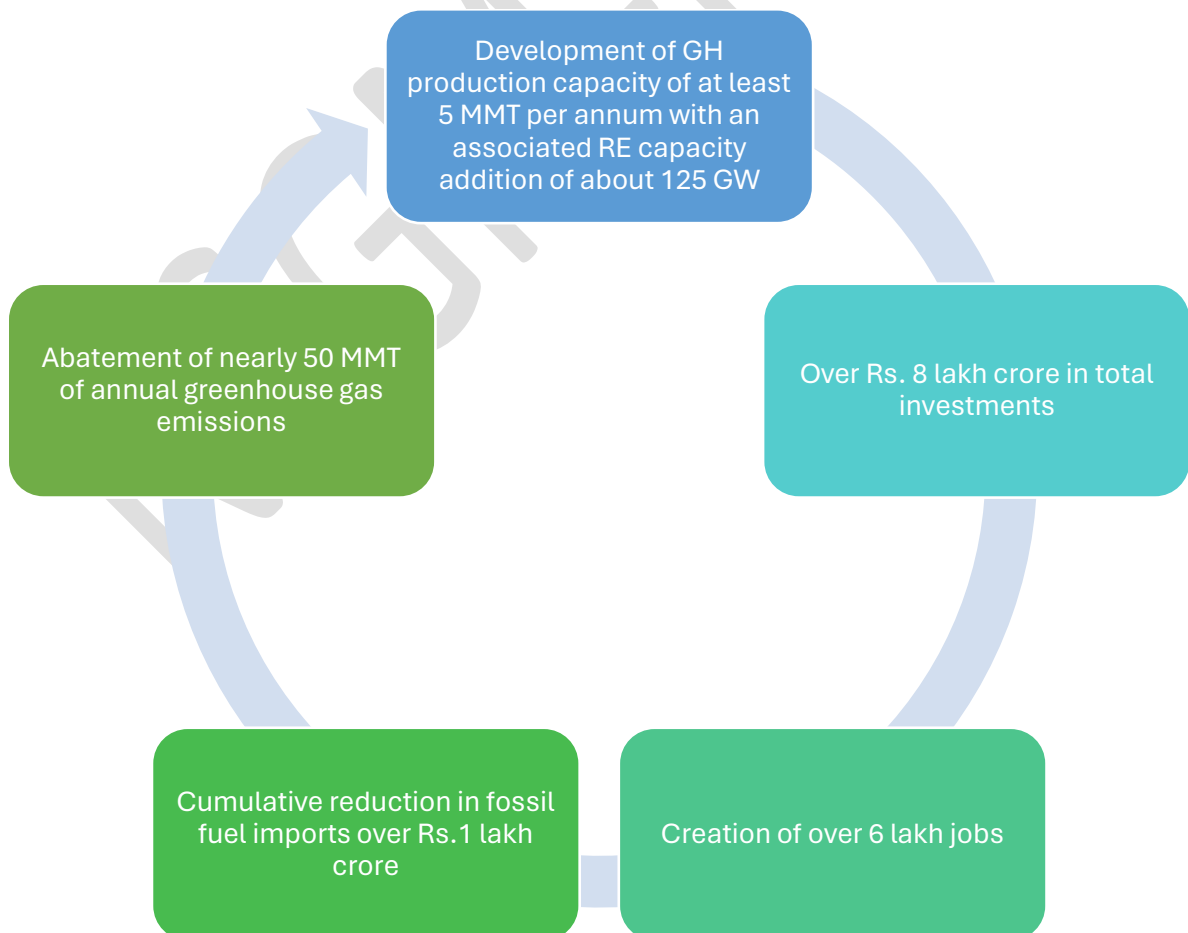 Development of GH
production capacity of at least
5 MMT per annum with an
associated RE capacity
addition of about 125 GW
Over Rs. 8 lakh crore in total
investments
Creation of over 6 lakh jobs
Cumulative reduction in fossil
fuel imports over Rs.1 lakh
crore
Abatement of nearly 50 MMT
of annual greenhouse gas
emissions